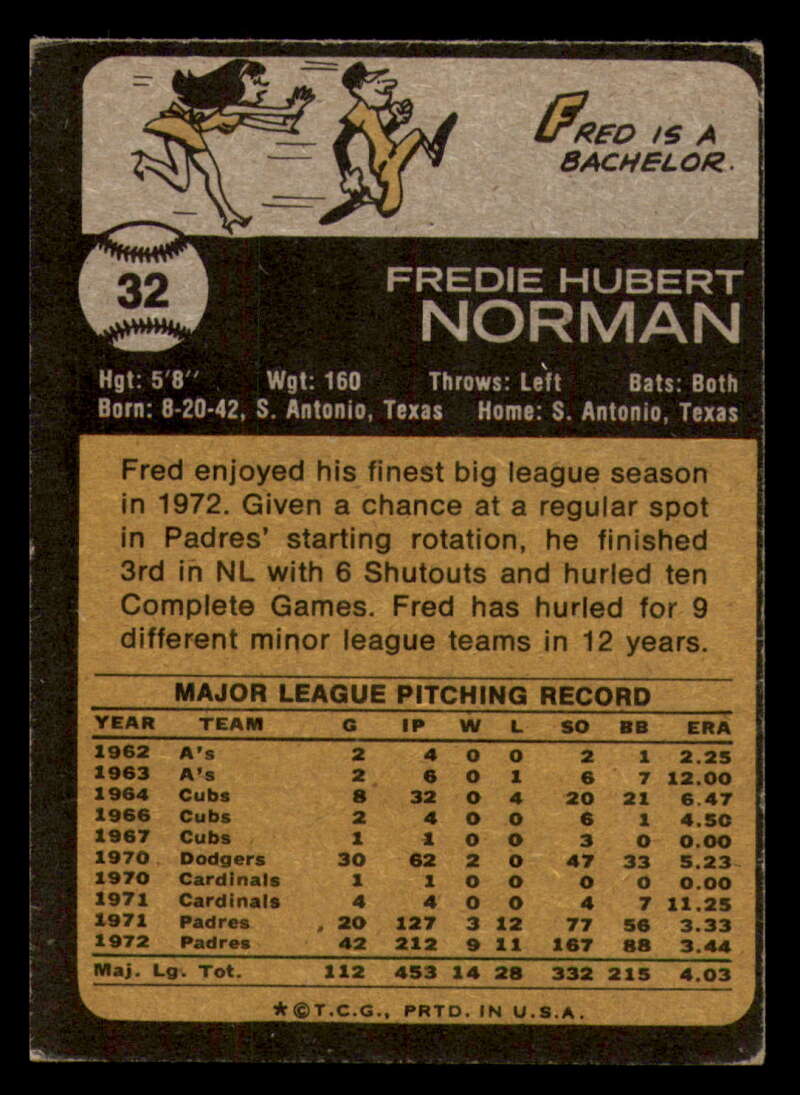 FRED IS A
BACHELOR.
32
FREDIE HUBERT
NORMAN
Hgt: 5'8" Wgt: 160 Throws: Left Bats: Both
Born: 8-20-42, S. Antonio, Texas Home: S. Antonio, Texas
Fred enjoyed his finest big league season
in 1972. Given a chance at a regular spot
in Padres' starting rotation, he finished
3rd in NL with 6 Shutouts and hurled ten
Complete Games. Fred has hurled for 9
different minor league teams in 12 years.
MAJOR LEAGUE PITCHING RECORD
YEAR TEAM G IP W L SO BB ERA
1962 A's 2 4 0 0 2 1 2.25
1963 A's 2 6 0 1 6 7 12.00
1964 Cubs 8 32 0 4 20 21 6.47
1966 Cubs 2 4 0 0 6 1 4.50
1967 Cubs 1 1 0 0 3 0 0.00
1970 Dodgers 30 62 2 0 47 33 5.23
1970 Cardinals 1 1 0 0 0 0 0.00
1971 Cardinals 4 4 0 0 4 7 11.25
1971 Padres 20 127 3 12 77 56 3.33
1972 Padres 42 212 9 11 167 88 3.44
Maj. Lg. Tot. 112 453 14 28 332 215 4.03
*©T.C.G., PRTD. IN U.S.A.